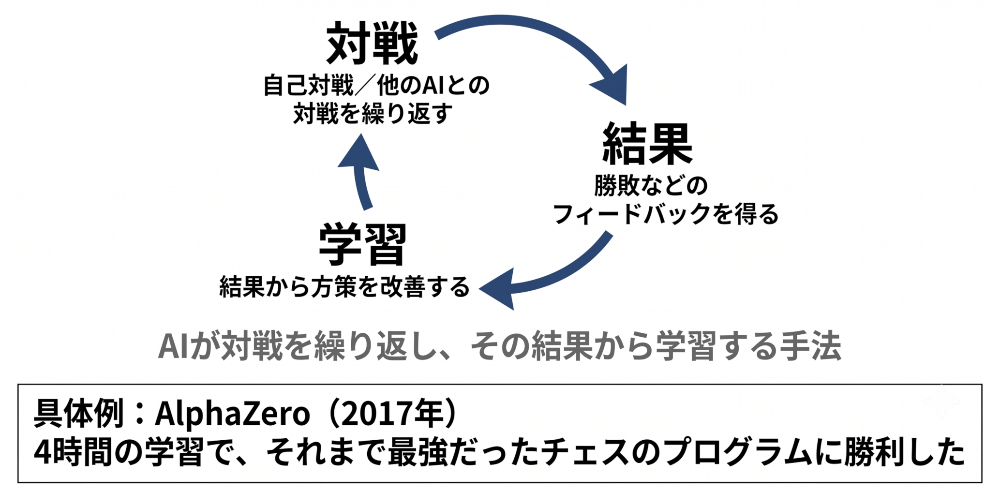 対戦
自己対戦／他のAIとの
対戦を繰り返す
結果
勝敗などの
フィードバックを得る
学習
結果から方策を改善する
AIが対戦を繰り返し、その結果から学習する手法
具体例：AlphaZero（2017年）
4時間の学習で、それまで最強だったチェスのプログラムに勝利した